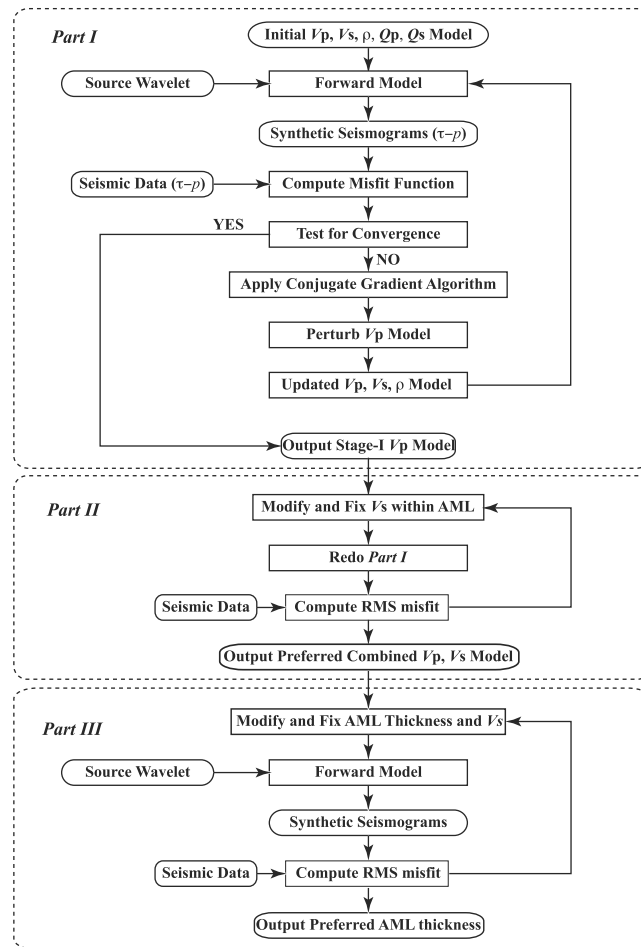 Part I
Initial Vp, Vs, ρ, Qp, Qs Model
Source Wavelet
Forward Model
Synthetic Seismograms (τ–p)
Seismic Data (τ–p)
Compute Misfit Function
YES
Test for Convergence
NO
Apply Conjugate Gradient Algorithm
Perturb Vp Model
Updated Vp, Vs, ρ Model
Output Stage-I Vp Model
Part II
Modify and Fix Vs within AML
Redo Part I
Seismic Data
Compute RMS misfit
Output Preferred Combined Vp, Vs Model
Part III
Modify and Fix AML Thickness and Vs
Source Wavelet
Forward Model
Synthetic Seismograms
Seismic Data
Compute RMS misfit
Output Preferred AML thickness